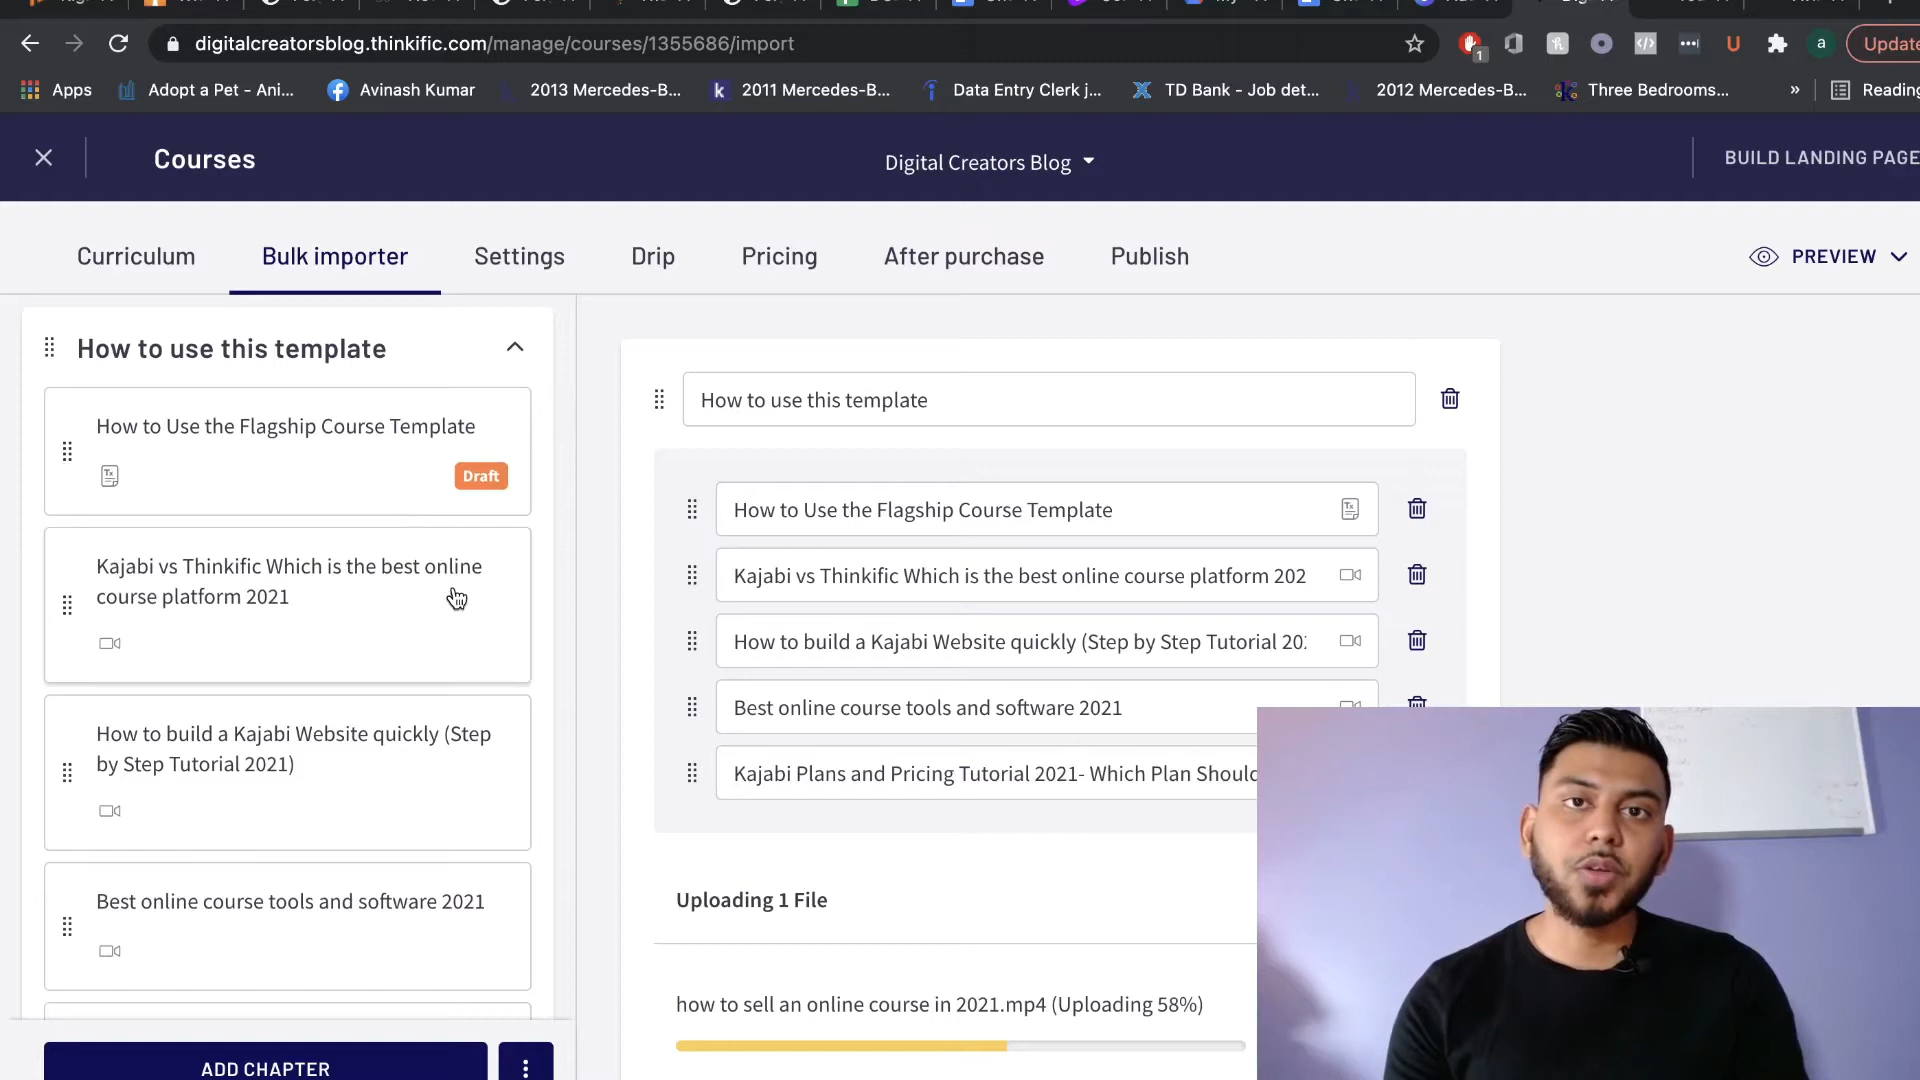 digitalcreatorsblog.thinkific.com/manage/courses/1355686/import
1
a
Update
Apps
Adopt a Pet - Ani...
Avinash Kumar
2013 Mercedes-B...
k
2011 Mercedes-B...
Data Entry Clerk j...
TD Bank - Job det...
2012 Mercedes-B...
Three Bedrooms...
»
Reading
Courses
Digital Creators Blog
BUILD LANDING PAGE
Curriculum
Bulk importer
Settings
Drip
Pricing
After purchase
Publish
PREVIEW
How to use this template
How to Use the Flagship Course Template
Draft
Kajabi vs Thinkific Which is the best online
course platform 2021
How to build a Kajabi Website quickly (Step
by Step Tutorial 2021)
Best online course tools and software 2021
ADD CHAPTER
How to use this template
How to Use the Flagship Course Template
Kajabi vs Thinkific Which is the best online course platform 202
How to build a Kajabi Website quickly (Step by Step Tutorial 20
Best online course tools and software 2021
Kajabi Plans and Pricing Tutorial 2021- Which Plan Should
Uploading 1 File
how to sell an online course in 2021.mp4 (Uploading 58%)